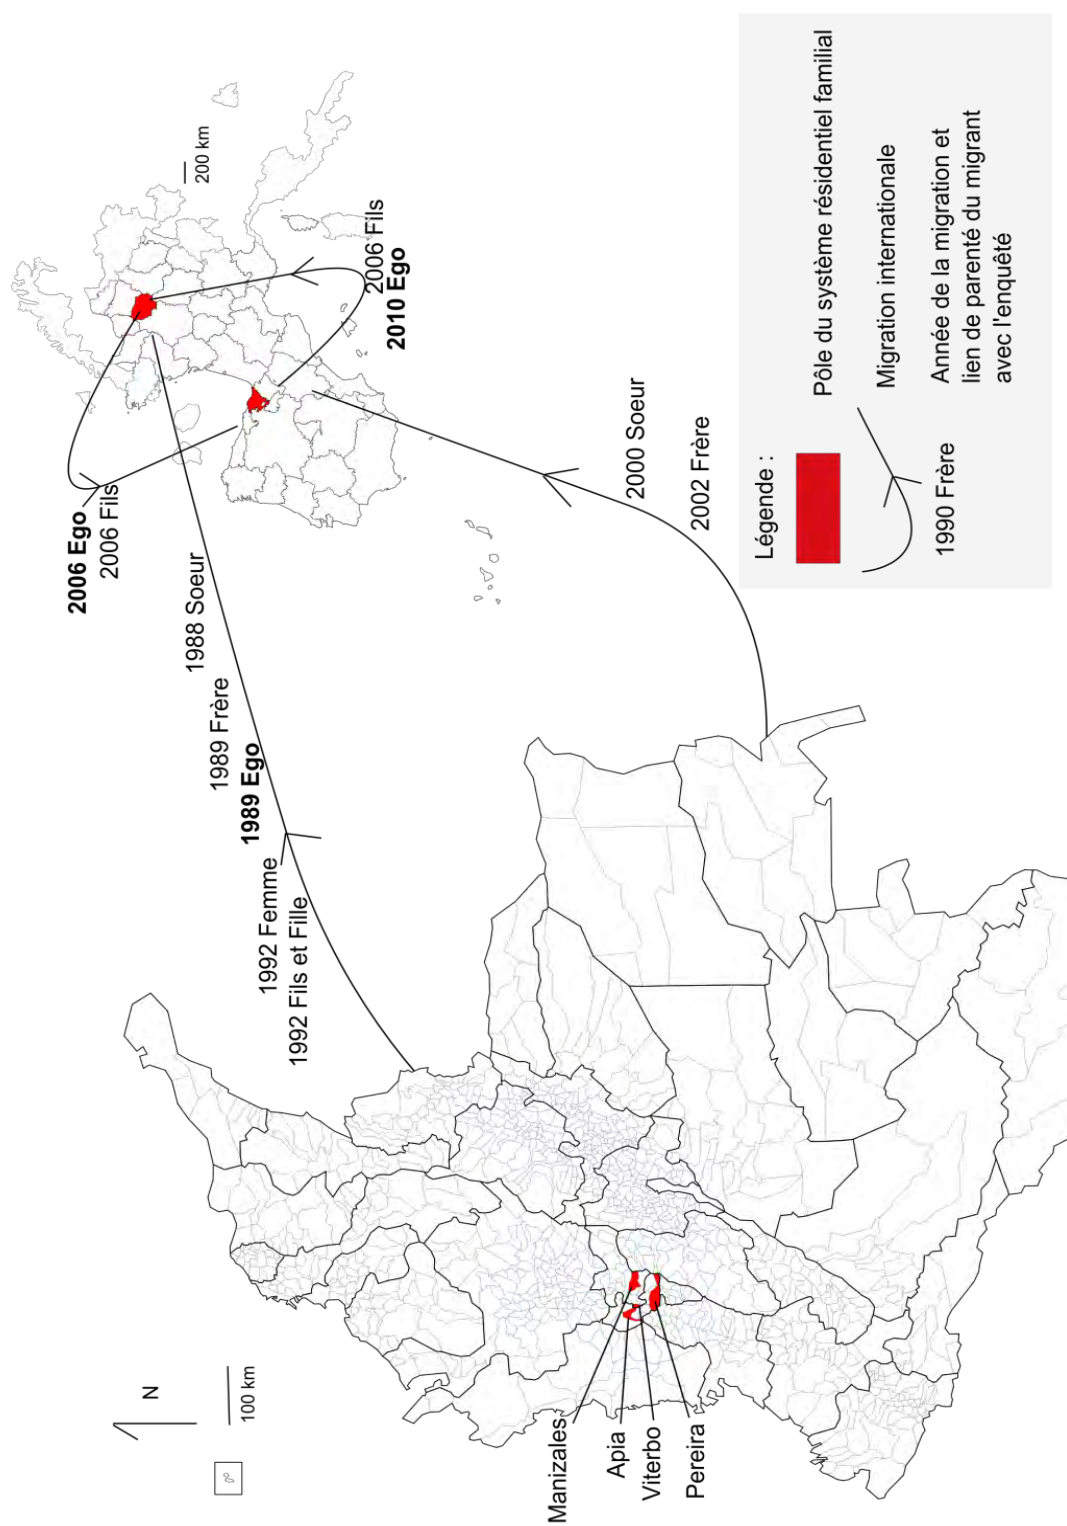 2006 Ego
2006 Fils
1988 Soeur
1989 Frère
1989 Ego
1992 Femme
1992 Fils et Fille
200 km
2006 Fils
2010 Ego
2000 Soeur
2002 Frère
N
100 km
Manizales
Apia
Viterbo
Pereira
Légende :
Pôle du système résidentiel familial
Migration internationale
1990 Frère
Année de la migration et
lien de parenté du migrant
avec l'enquêté